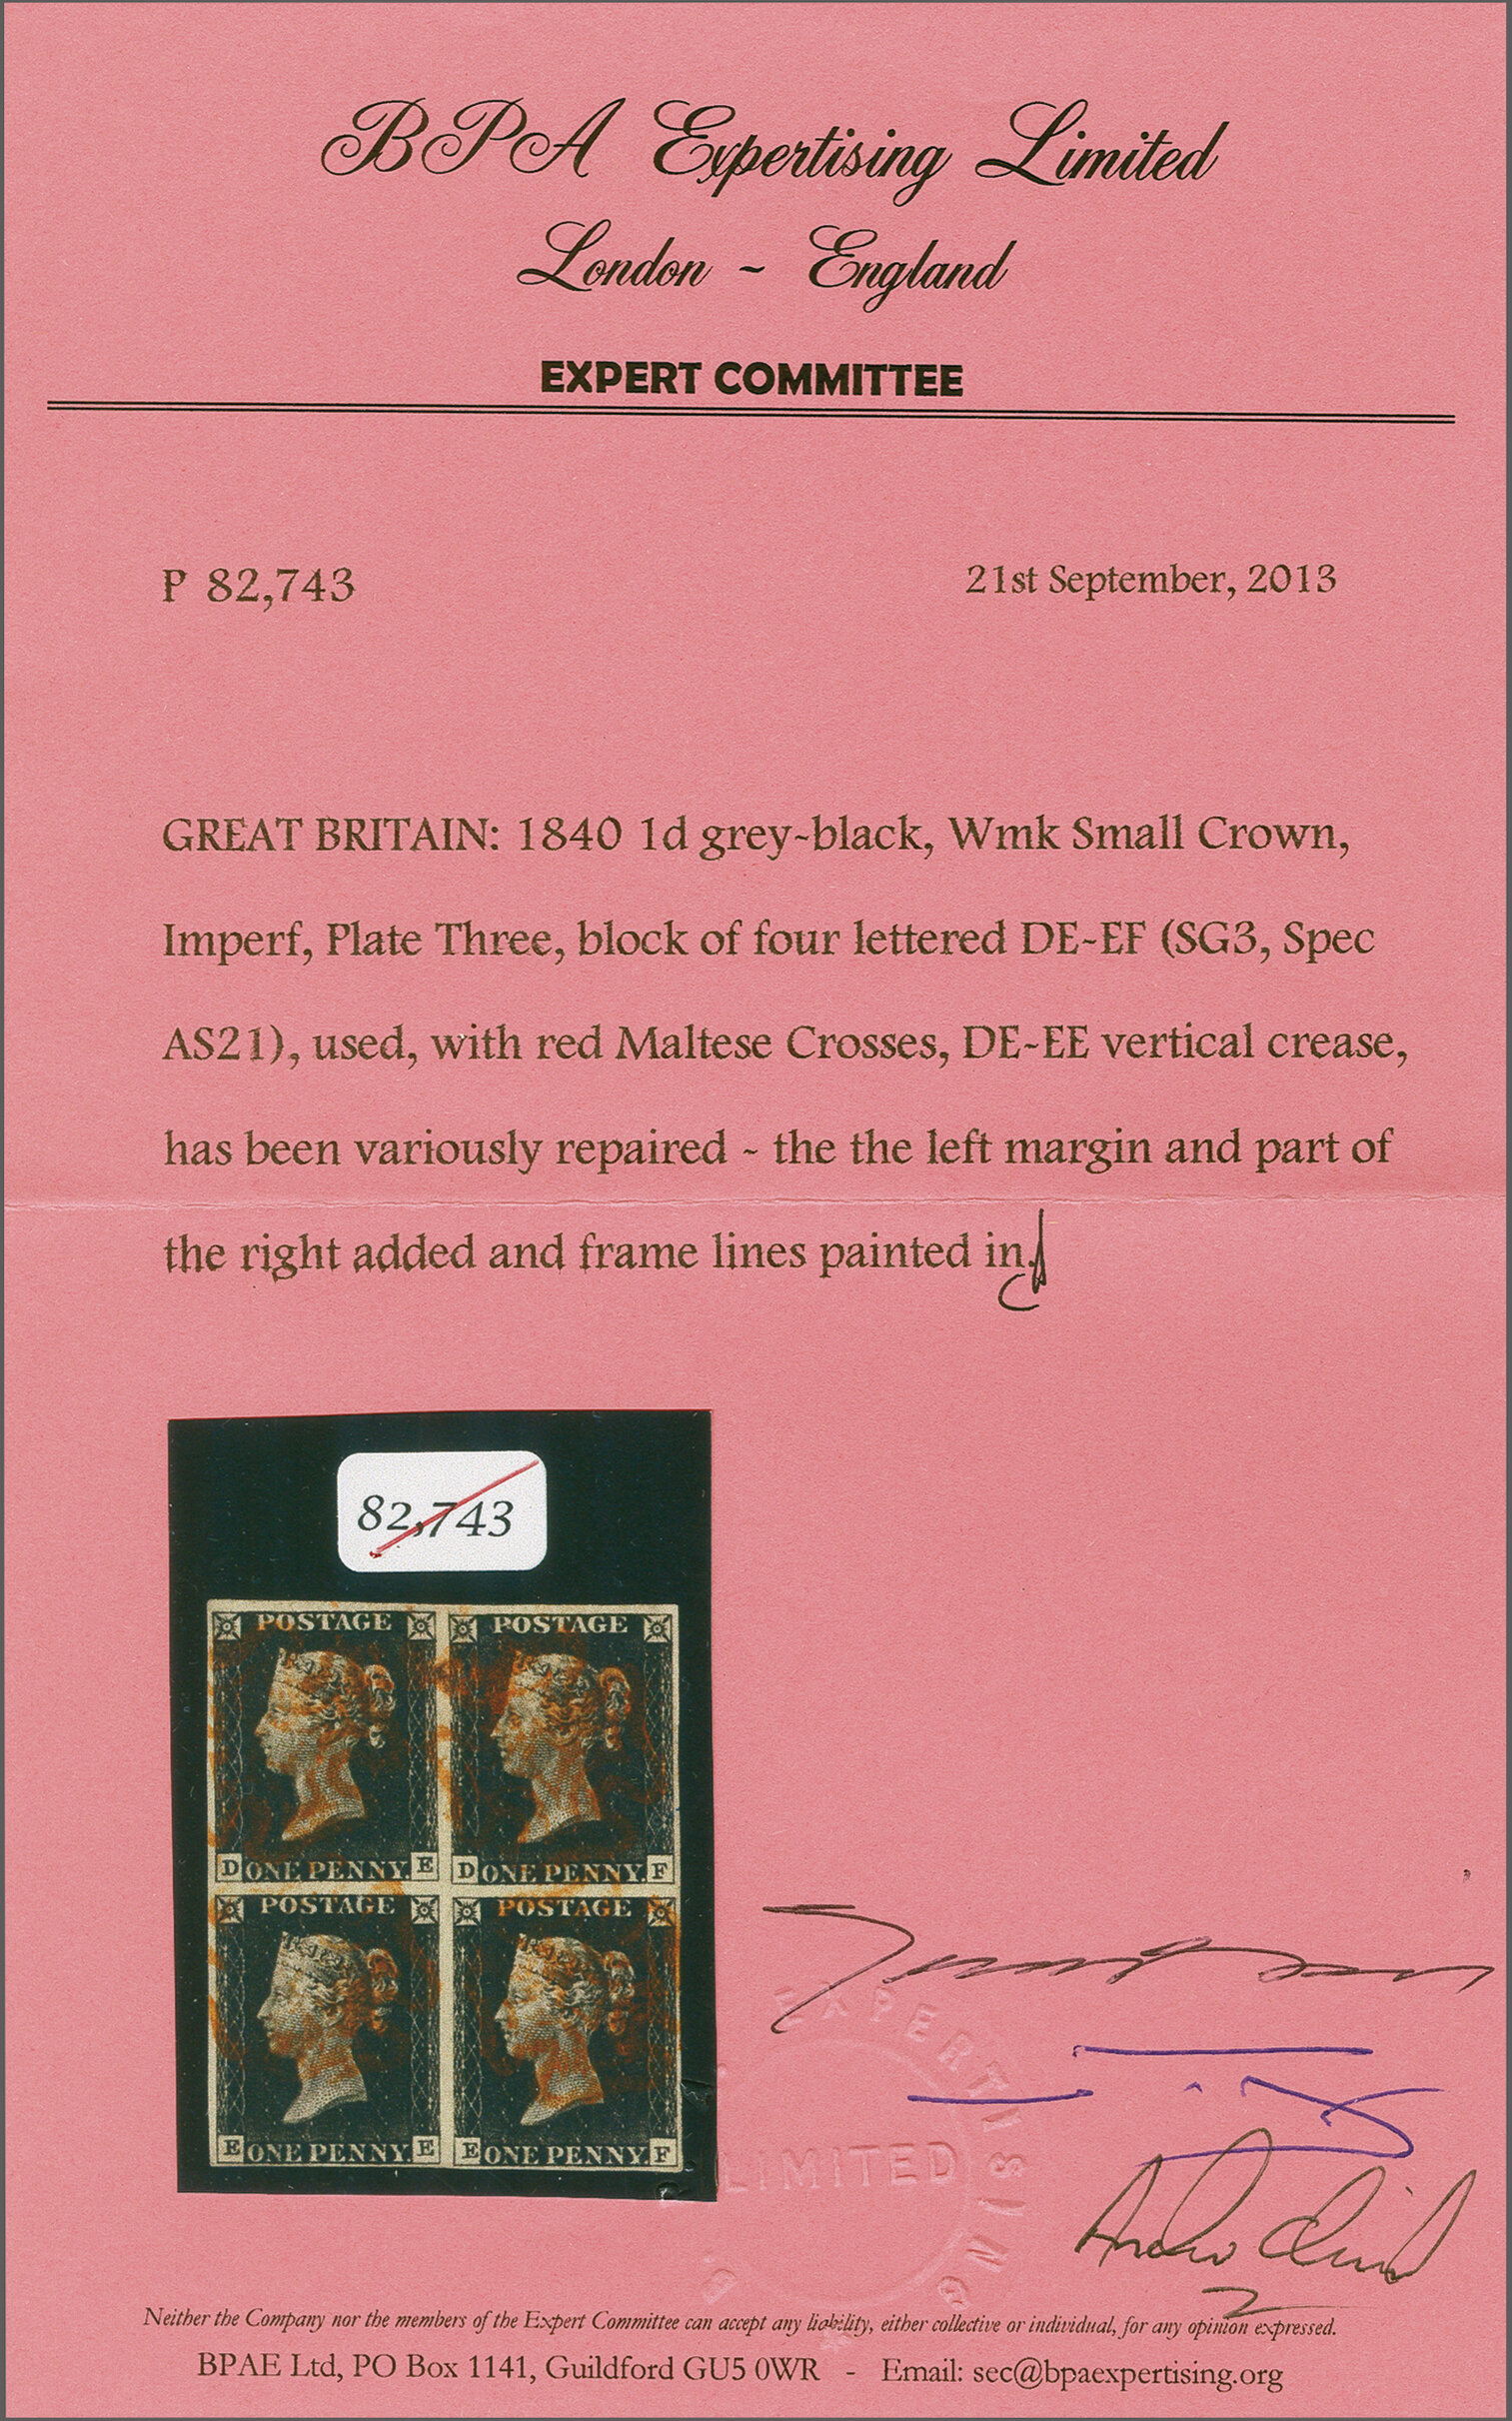 BPA Expertising Limited
London ~ England
EXPERT COMMITTEE
P 82,743
21st September, 2013
GREAT BRITAIN: 1840 1d grey-black, Wmk Small Crown,
Imperf, Plate Three, block of four lettered DE-EF (SG3, Spec
AS21), used, with red Maltese Crosses, DE-EE vertical crease,
has been variously repaired - the the left margin and part of
the right added and frame lines painted in.
82,743
POSTAGE POSTAGE
D ONE PENNY. E D ONE PENNY. F
POSTAGE POSTAGE
E ONE PENNY. E E ONE PENNY. F
EXPERTISING
LIMITED
Neither the Company nor the members of the Expert Committee can accept any liability, either collective or individual, for any opinion expressed.
BPAE Ltd, PO Box 1141, Guildford GU5 0WR - Email: sec@bpaexpertising.org